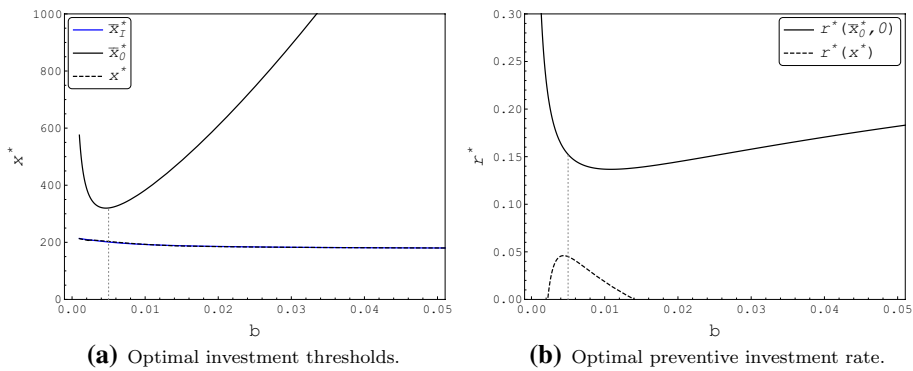 1000
800
600
400
200
0
x*
x̄*_I
x̄*_0
x*
0.00 0.01 0.02 0.03 0.04 0.05
b
(a) Optimal investment thresholds.
0.30
0.25
0.20
0.15
0.10
0.05
0.00
r*
r*(x̄*_0, 0)
r*(x*)
0.00 0.01 0.02 0.03 0.04 0.05
b
(b) Optimal preventive investment rate.